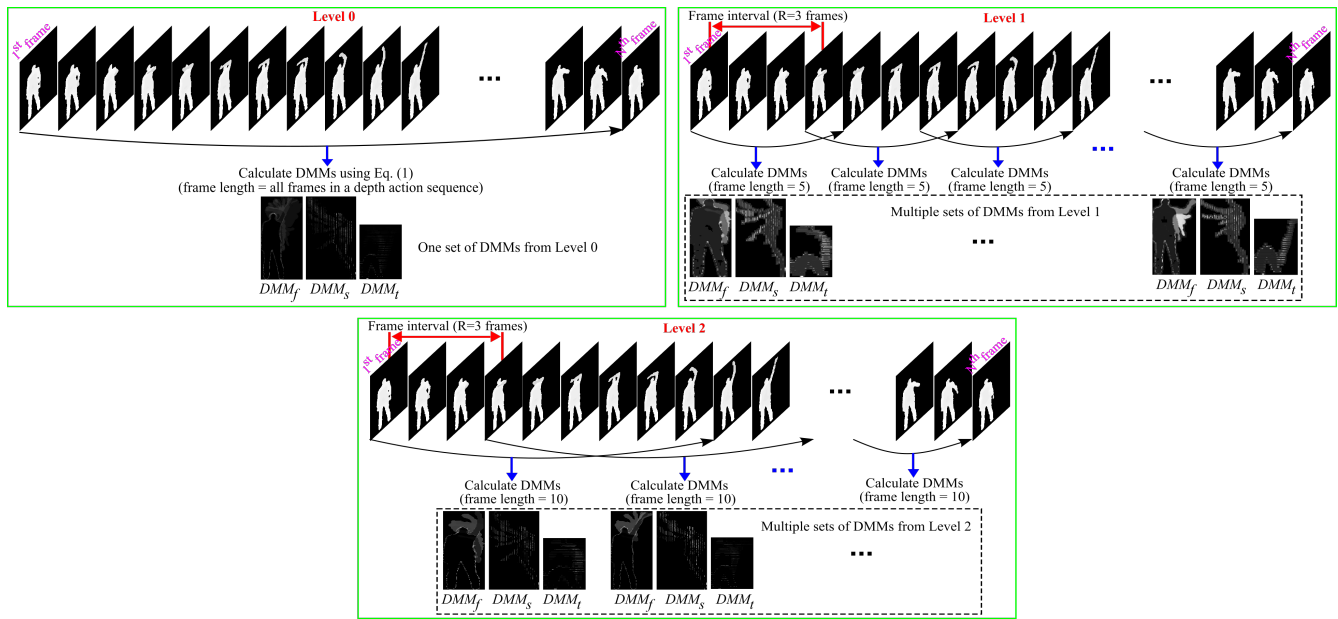 Level 0
1st frame
Nth frame
...
Calculate DMMs using Eq. (1)
(frame length = all frames in a depth action sequence)
One set of DMMs from Level 0
DMMf DMMs DMMt
Frame interval (R=3 frames)
Level 1
1st frame
Nth frame
...
...
Calculate DMMs
(frame length = 5)
Calculate DMMs
(frame length = 5)
Calculate DMMs
(frame length = 5)
Calculate DMMs
(frame length = 5)
Multiple sets of DMMs from Level 1
...
DMMf DMMs DMMt
DMMf DMMs DMMt
Frame interval (R=3 frames)
Level 2
1st frame
Nth frame
...
...
Calculate DMMs
(frame length = 10)
Calculate DMMs
(frame length = 10)
Calculate DMMs
(frame length = 10)
Multiple sets of DMMs from Level 2
...
DMMf DMMs DMMt
DMMf DMMs DMMt